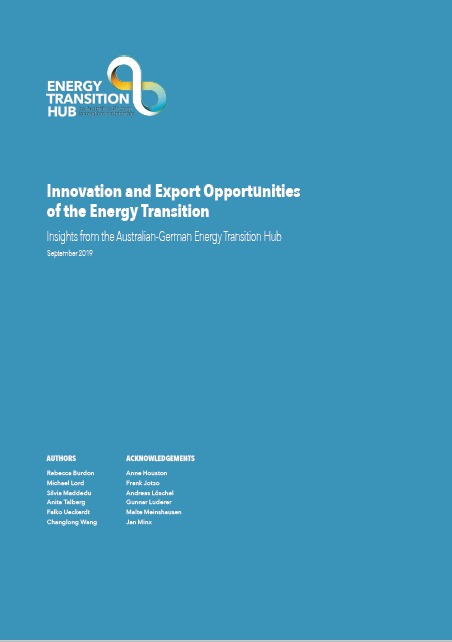 ENERGY
TRANSITION
HUB
Innovation and Export Opportunities
of the Energy Transition
Insights from the Australian-German Energy Transition Hub
September 2019
AUTHORS
Rebecca Burdon
Michael Lord
Silvia Madeddu
Anita Talberg
Falko Ueckerdt
Changlong Wang
ACKNOWLEDGEMENTS
Anne Houston
Frank Jotzo
Andreas Löschel
Gunnar Luderer
Malte Meinshausen
Jan Minx